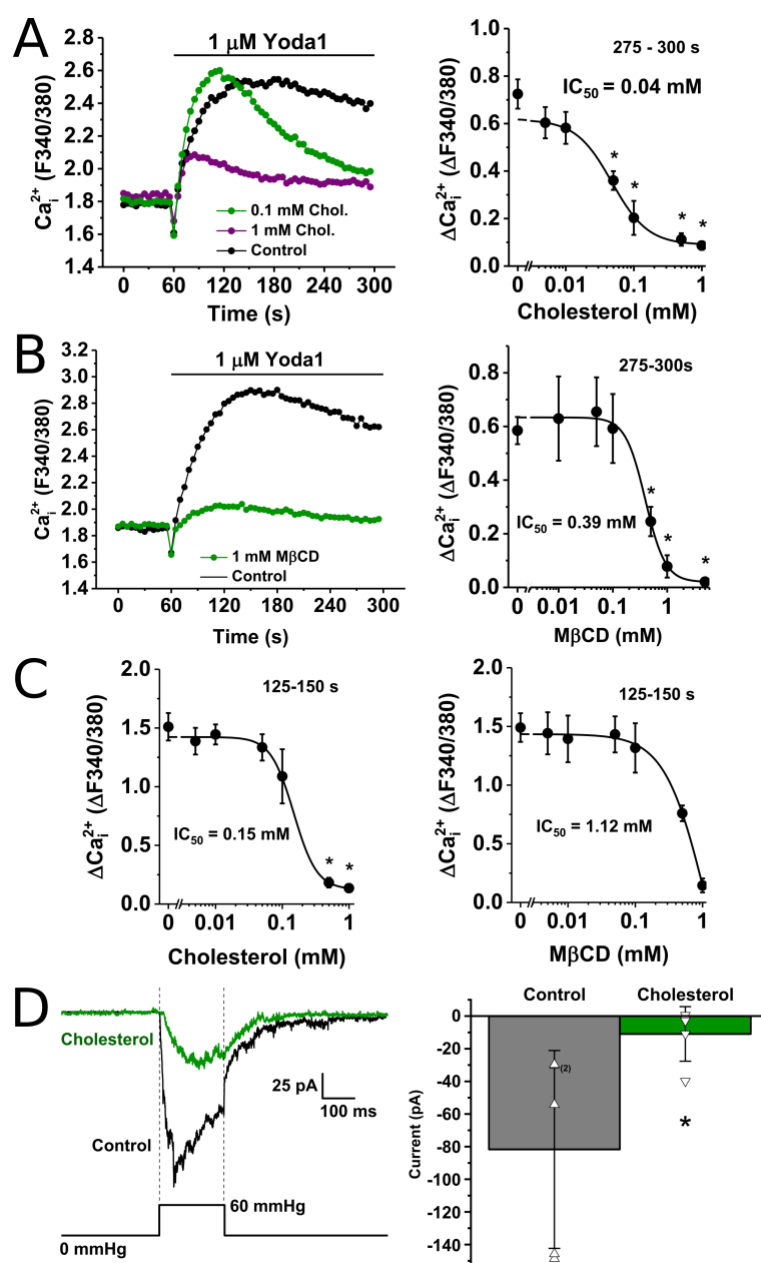 A
1 μM Yoda1
Ca²⁺ᵢ (F340/380)
2.8
2.6
2.4
2.2
2.0
1.8
1.6
1.4
0.1 mM Chol.
1 mM Chol.
Control
0 60 120 180 240 300
Time (s)
275 - 300 s
IC₅₀ = 0.04 mM
ΔCa²⁺ᵢ (ΔF340/380)
1.0
0.8
0.6
0.4
0.2
0.0
* * * *
0 0.01 0.1 1
Cholesterol (mM)
B
1 μM Yoda1
Ca²⁺ᵢ (F340/380)
3.2
3.0
2.8
2.6
2.4
2.2
2.0
1.8
1.6
1.4
1 mM MβCD
Control
0 60 120 180 240 300
Time (s)
275-300s
ΔCa²⁺ᵢ (ΔF340/380)
0.8
0.6
0.4
0.2
0.0
IC₅₀ = 0.39 mM
* * *
0 0.01 0.1 1
MβCD (mM)
C
125-150 s
ΔCa²⁺ᵢ (ΔF340/380)
2.0
1.5
1.0
0.5
0.0
IC₅₀ = 0.15 mM
* *
0 0.01 0.1 1
Cholesterol (mM)
125-150 s
ΔCa²⁺ᵢ (ΔF340/380)
2.0
1.5
1.0
0.5
0.0
IC₅₀ = 1.12 mM
0 0.01 0.1 1
MβCD (mM)
D
Cholesterol
Control
25 pA
100 ms
60 mmHg
0 mmHg
Control Cholesterol
Current (pA)
0
-20
-40
-60
-80
-100
-120
-140
(2)
*